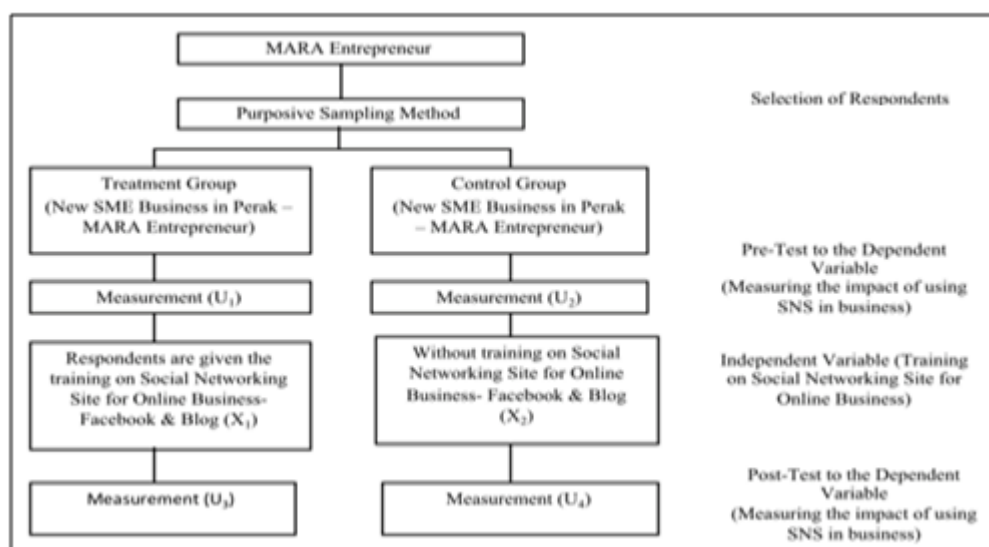 MARA Entrepreneur
Selection of Respondents
Purposive Sampling Method
Treatment Group
(New SME Business in Perak –
MARA Entrepreneur)
Control Group
(New SME Business in Perak
– MARA Entrepreneur)
Pre-Test to the Dependent
Variable
(Measuring the impact of using
SNS in business)
Measurement (U₁)
Measurement (U₂)
Respondents are given the
training on Social Networking
Site for Online Business-
Facebook & Blog (X₁)
Without training on Social
Networking Site for Online
Business- Facebook & Blog
(X₂)
Independent Variable (Training
on Social Networking Site for
Online Business)
Measurement (U₃)
Measurement (U₄)
Post-Test to the Dependent
Variable
(Measuring the impact of using
SNS in business)